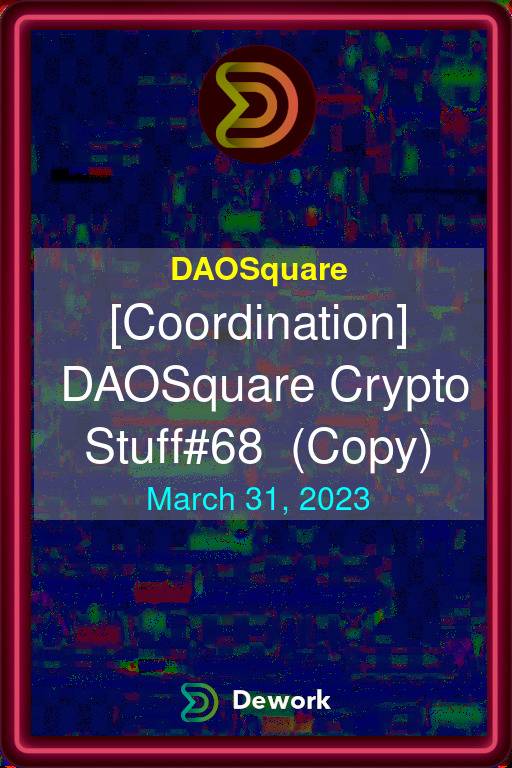 DAOSquare
[Coordination]
DAOSquare Crypto
Stuff#68 (Copy)
March 31, 2023
Dework